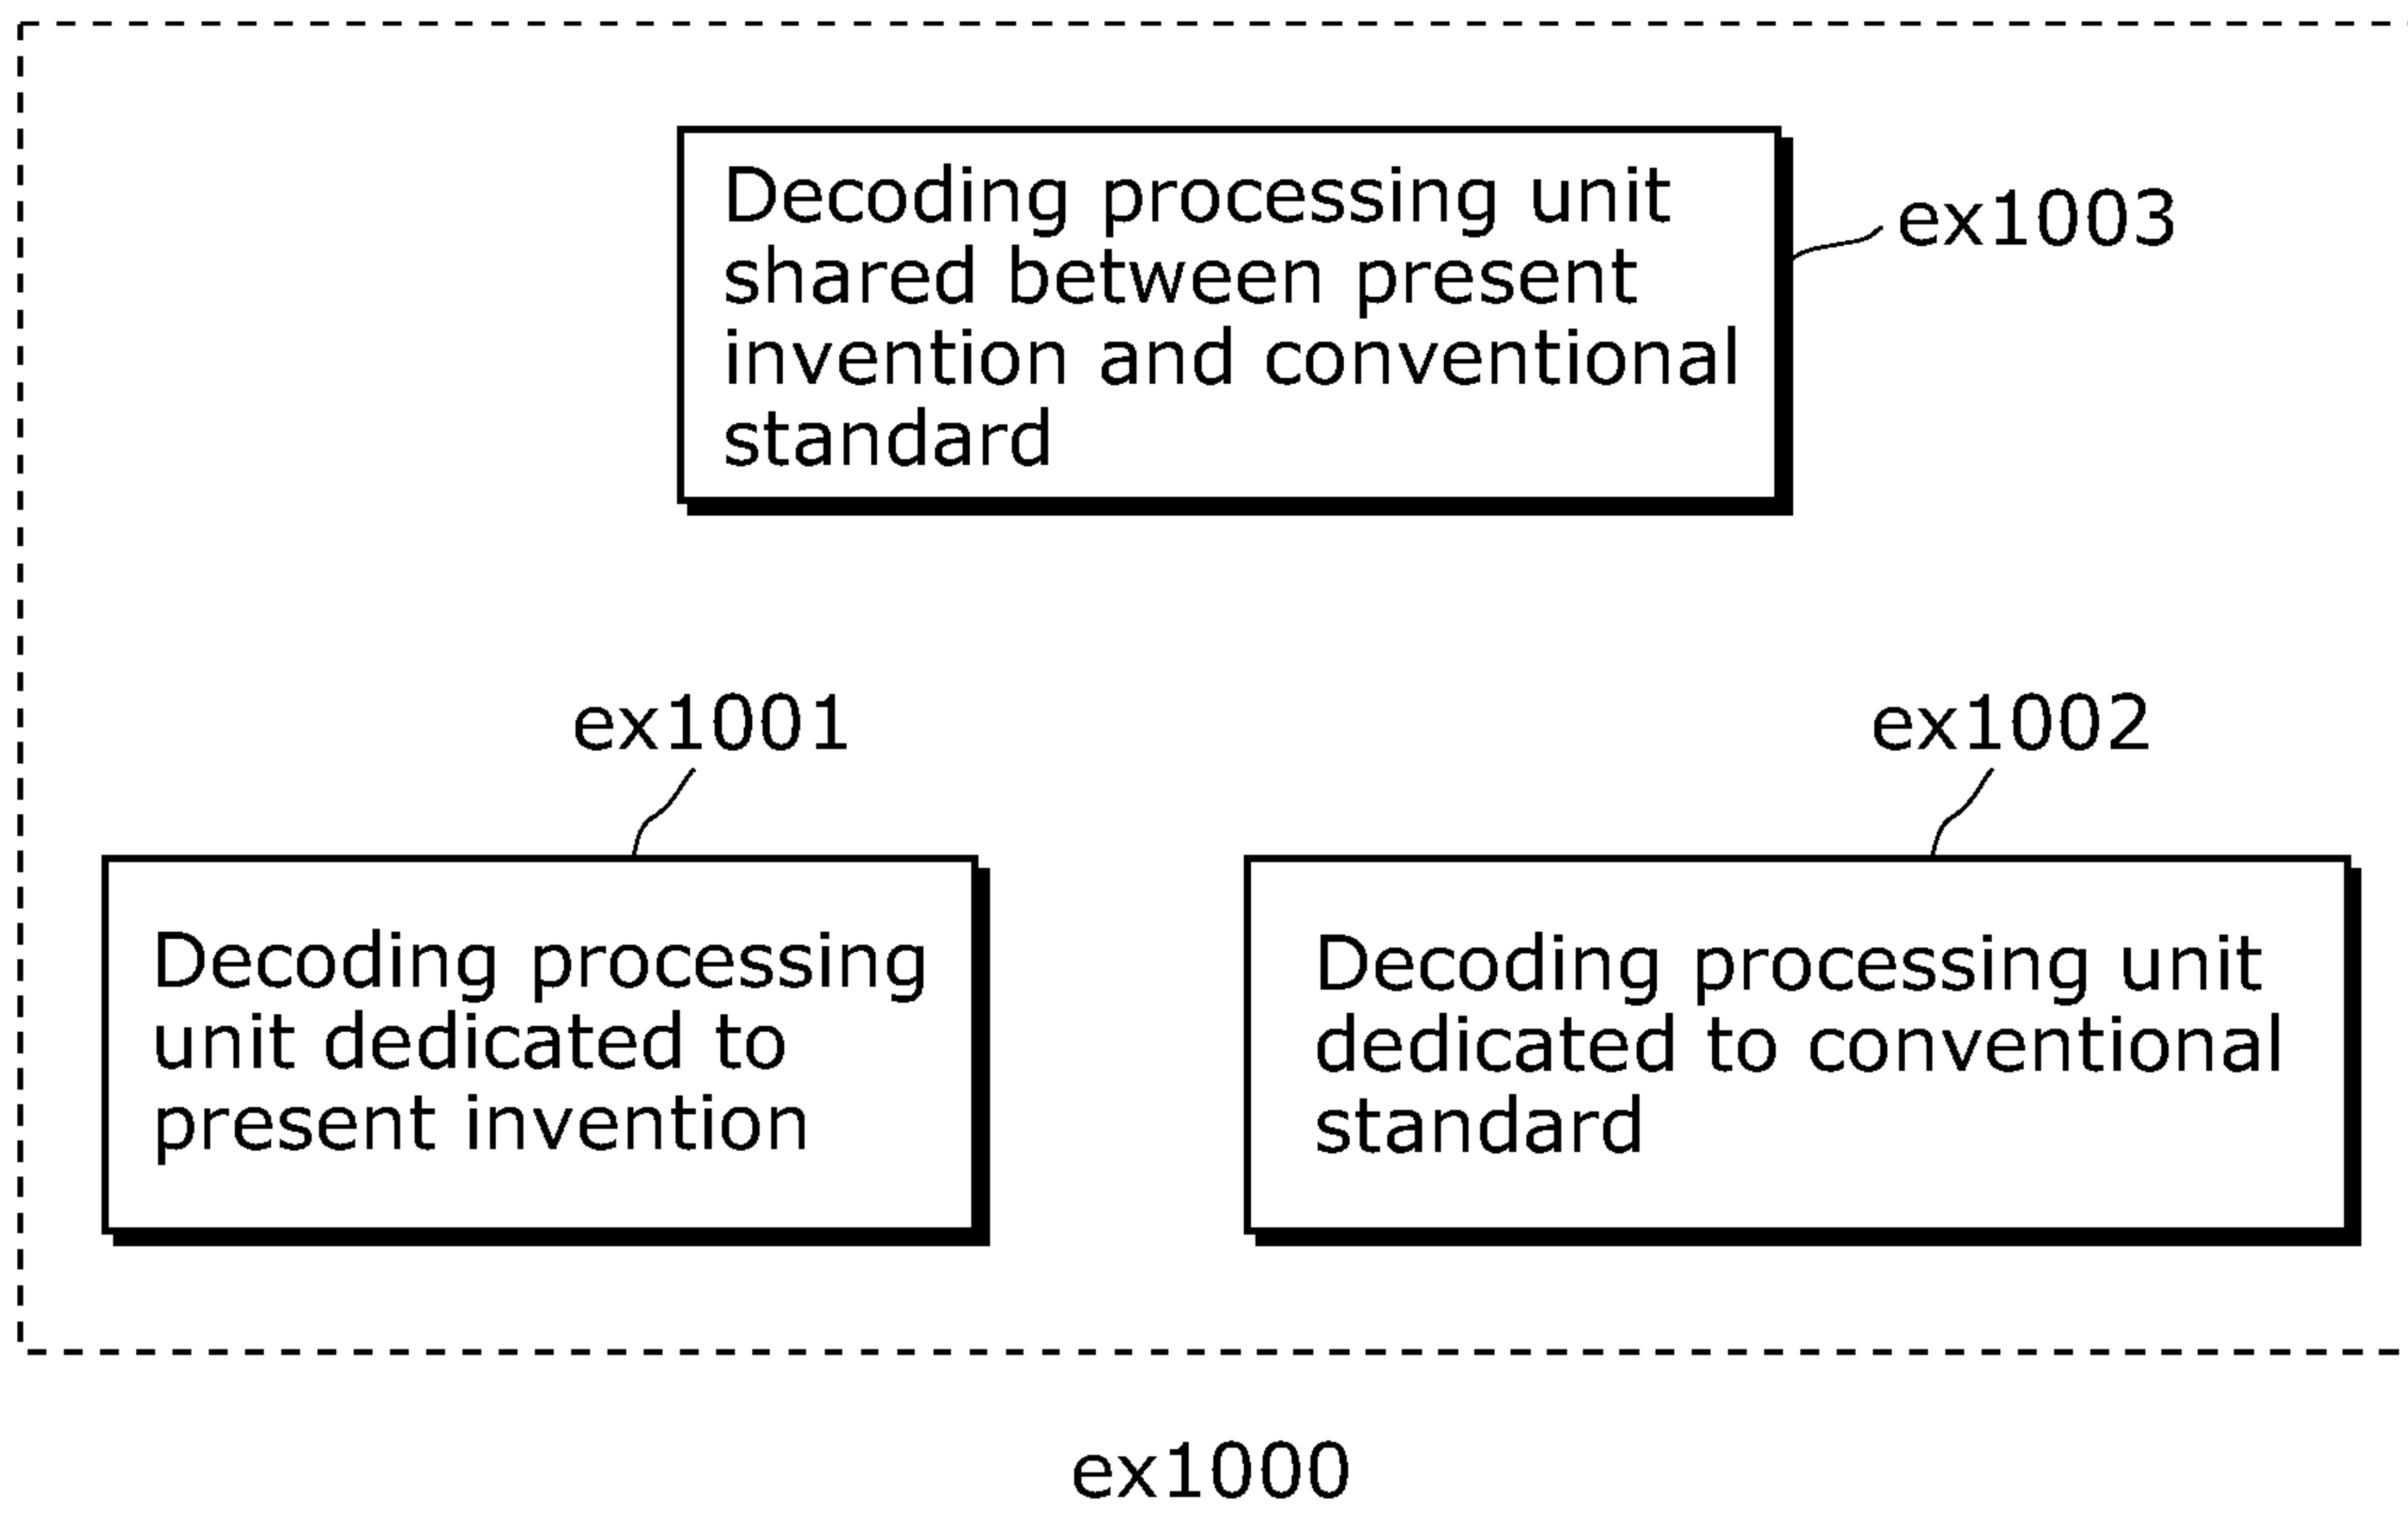 Decoding processing unit
shared between present
invention and conventional
standard
ex1003
ex1001
ex1002
Decoding processing
unit dedicated to
present invention
Decoding processing unit
dedicated to conventional
standard
ex1000